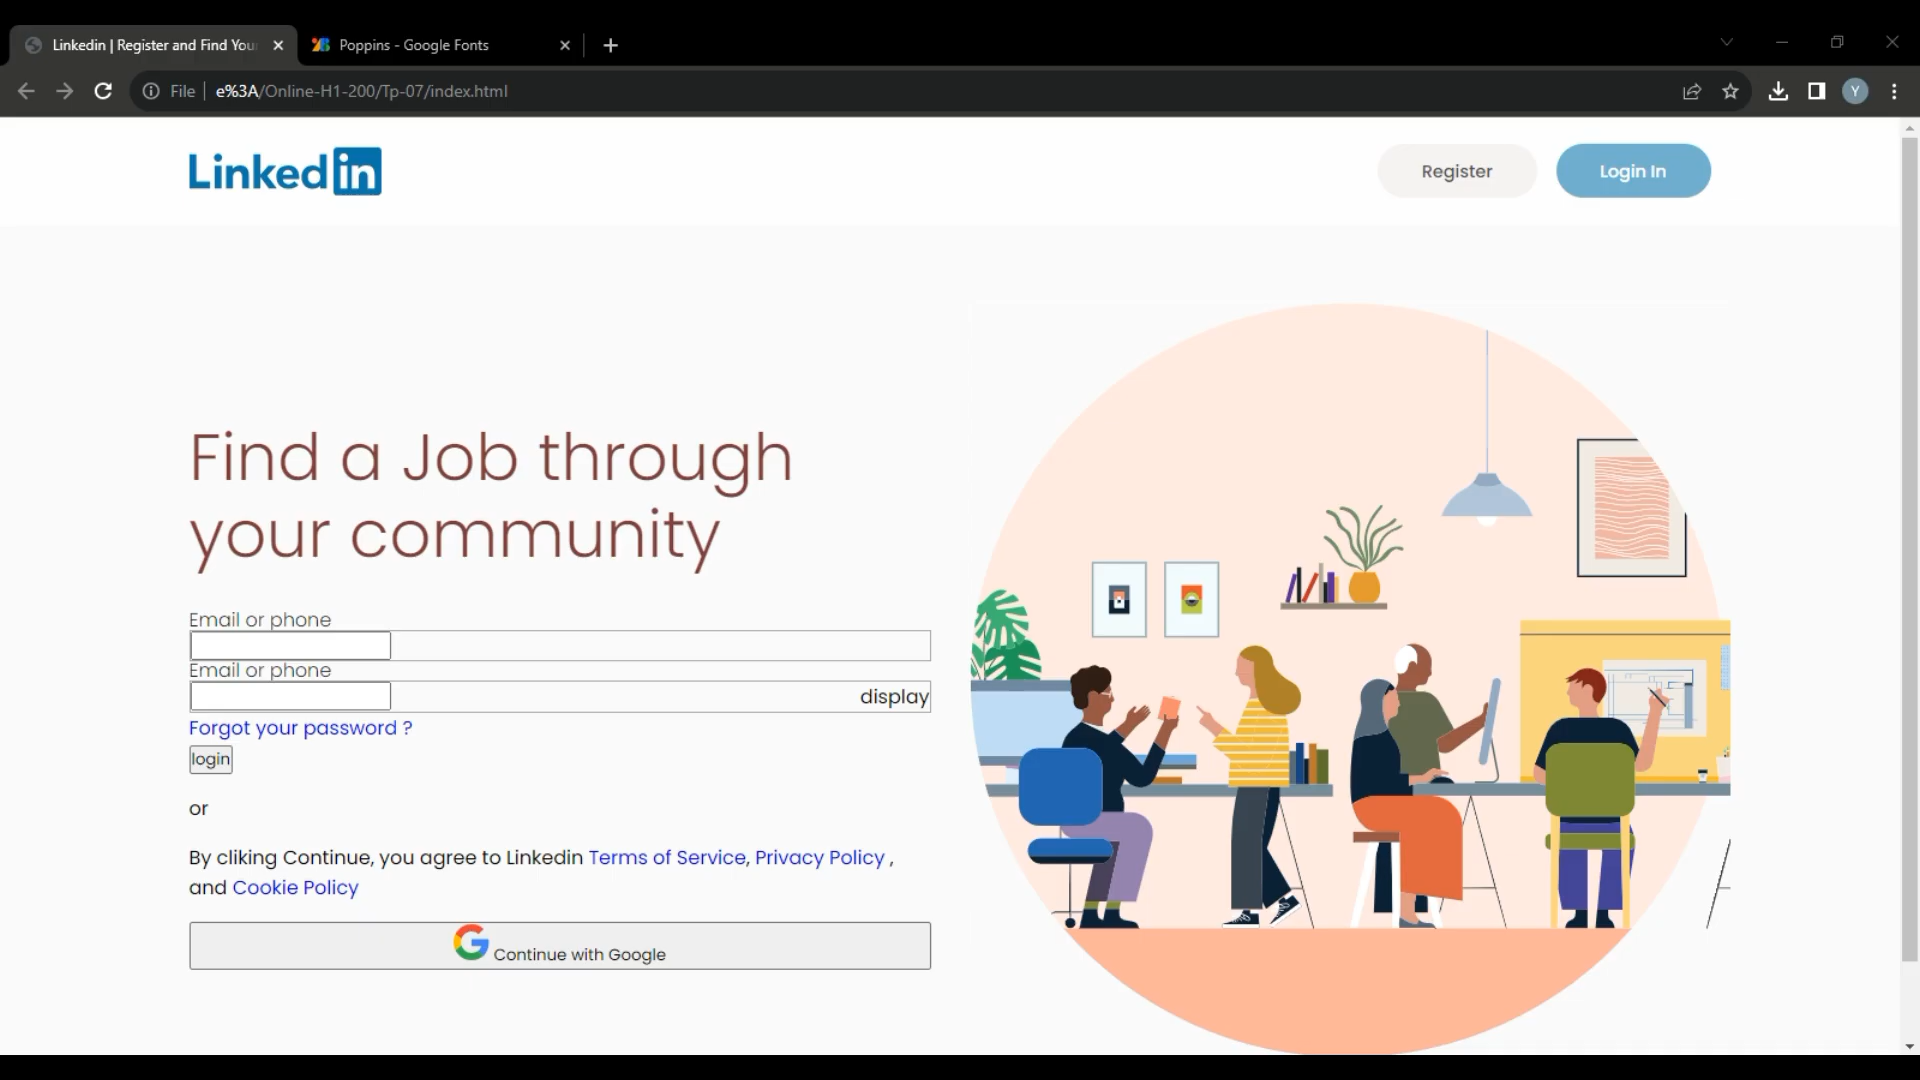 Linkedin | Register and Find You
Poppins - Google Fonts
File
e%3A/Online-H1-200/Tp-07/index.html
Y
Linkedin
Register
Login In
Find a Job through
your community
Email or phone
Email or phone
display
Forgot your password ?
login
or
By cliking Continue, you agree to Linkedin Terms of Service, Privacy Policy ,
and Cookie Policy
Continue with Google